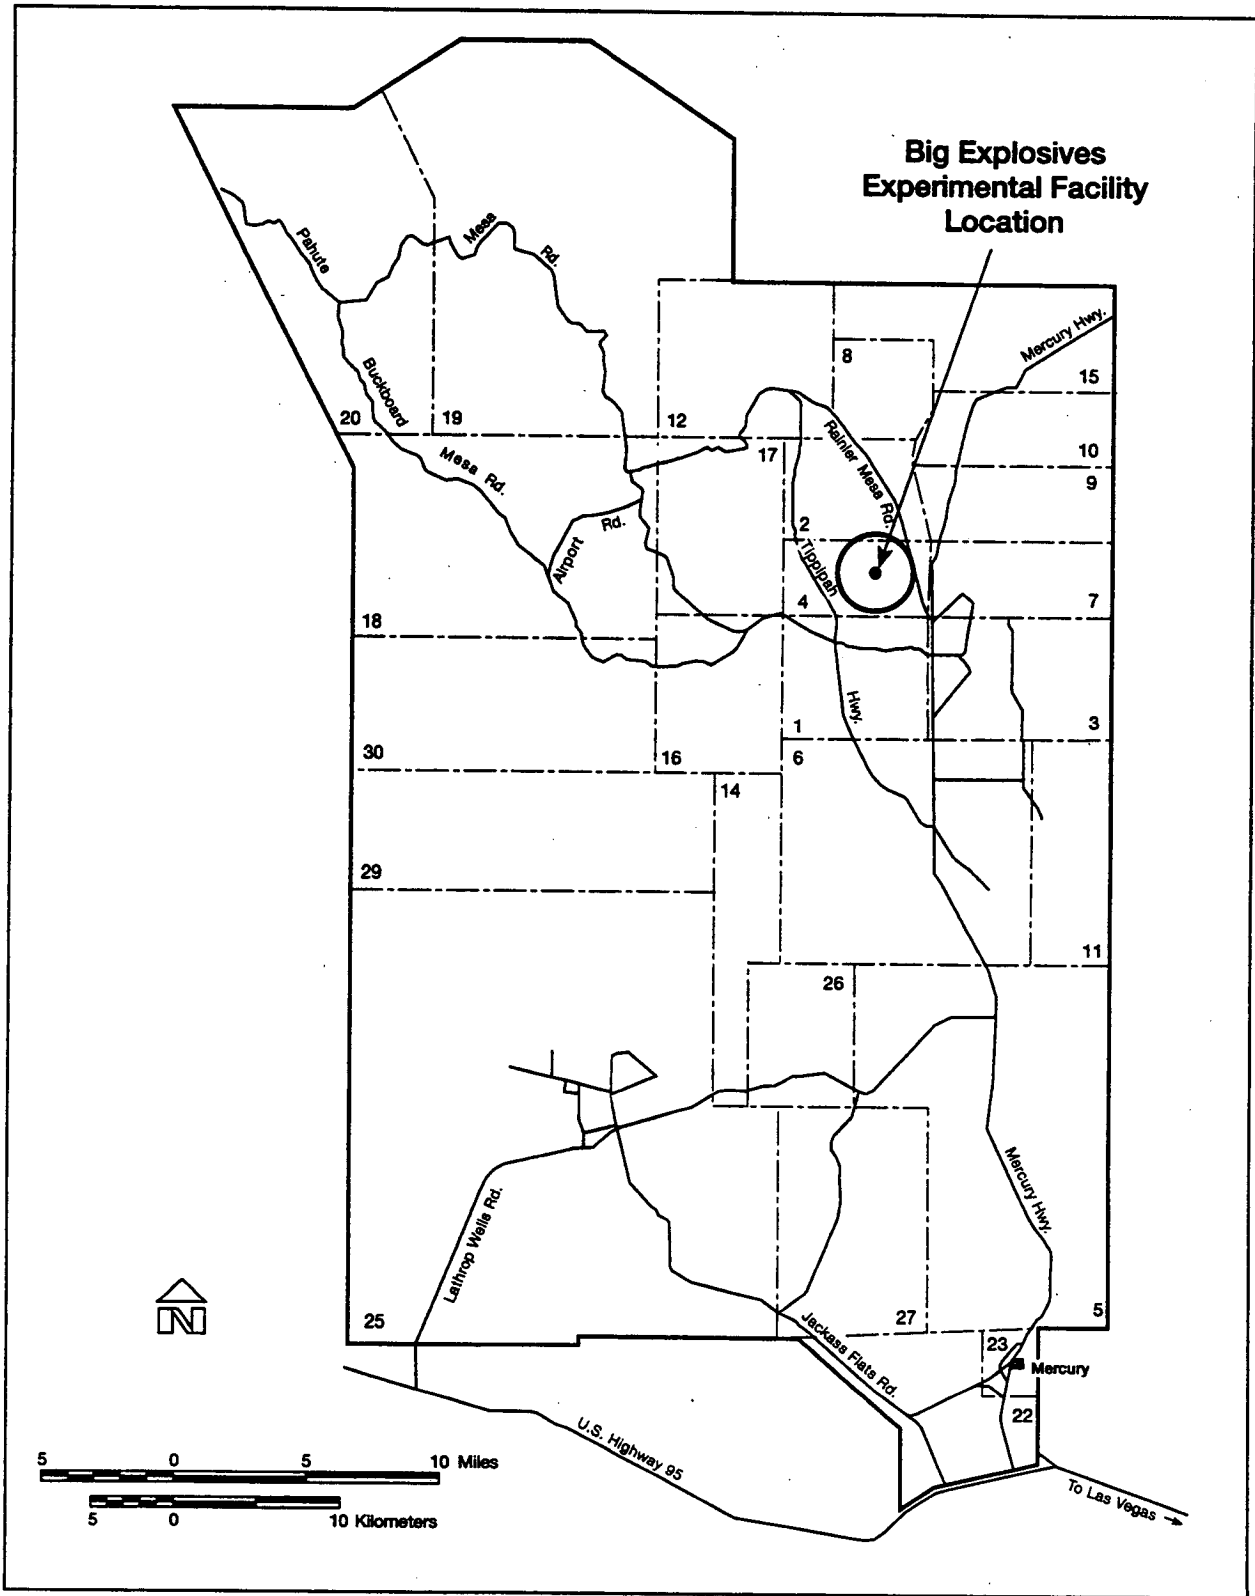 Big Explosives
Experimental Facility
Location
Pahute
Mesa
Rd.
Mercury Hwy.
8
15
Buckboard
20
19
12
Rainier Mesa Rd.
10
17
Mesa Rd.
9
Airport
Rd.
2
Tippipah
4
7
18
Hwy.
1
3
30
16
6
14
29
11
26
Mercury Hwy.
Lathrop Wells Rd.
N
25
Jackass Flats Rd.
27
5
23
Mercury
22
U.S. Highway 95
5 0 5 10 Miles
To Las Vegas
5 0 10 Kilometers